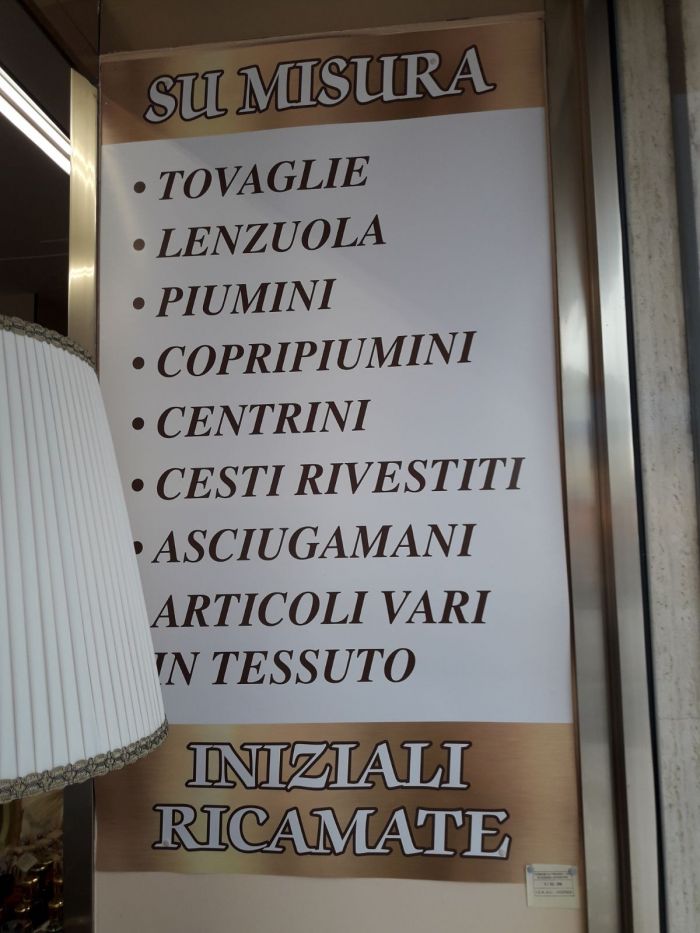 SU MISURA
• TOVAGLIE
• LENZUOLA
• PIUMINI
• COPRIPIUMINI
• CENTRINI
• CESTI RIVESTITI
• ASCIUGAMANI
ARTICOLI VARI
IN TESSUTO
INIZIALI
RICAMATE